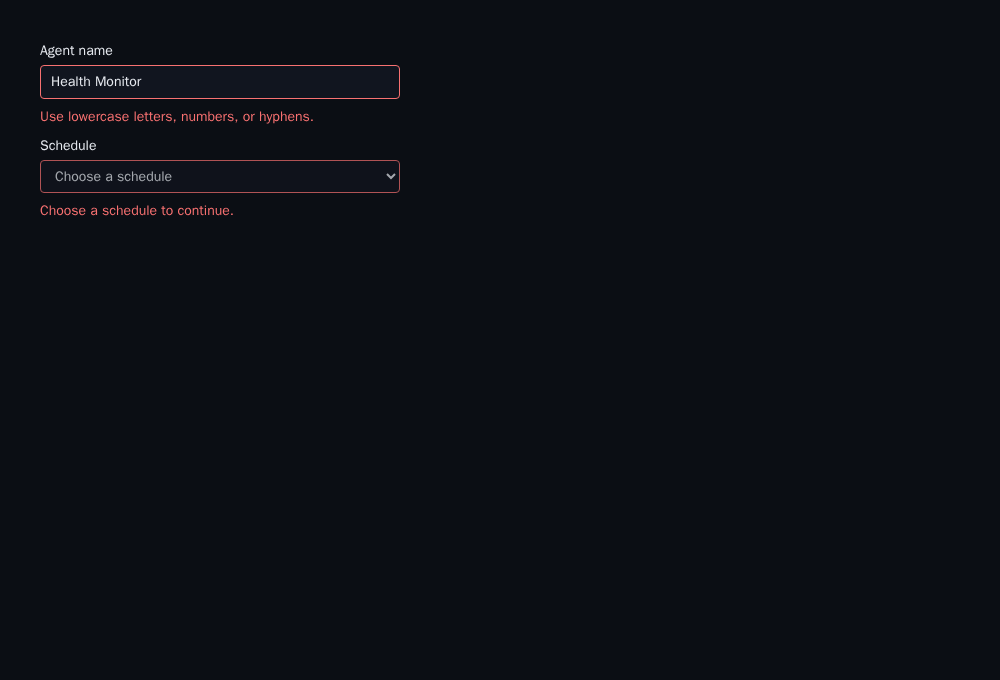 Agent name
Health Monitor
Use lowercase letters, numbers, or hyphens.
Schedule
Choose a schedule
Choose a schedule to continue.